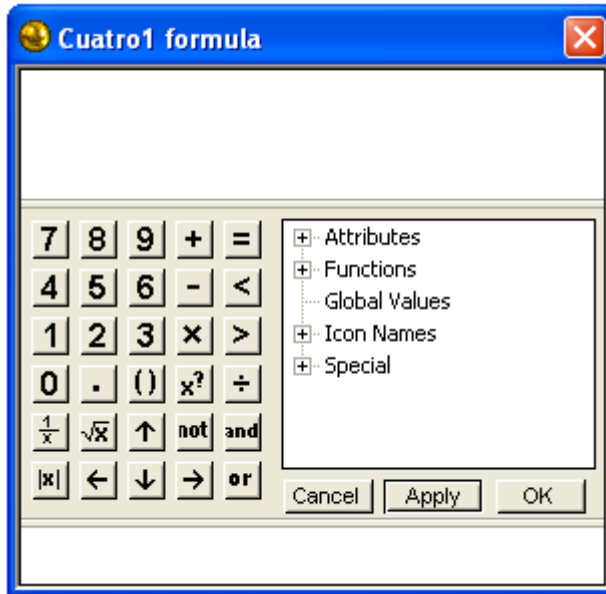 Cuatro1 formula
7 8 9 + =
4 5 6 - <
1 2 3 × >
0 . () x? ÷
1/x √x ↑ not and
|x| ← ↓ → or
Attributes
Functions
Global Values
Icon Names
Special
Cancel Apply OK